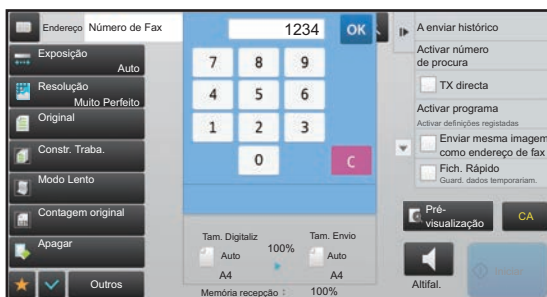 Endereço Número de Fax
Exposição
Auto
Resolução
Muito Perfeito
Original
Constr. Traba.
Modo Lento
Contagem original
Apagar
Outros
1234 OK
7 8 9
4 5 6
1 2 3
0 C
Tam. Digitaliz Tam. Envio
100%
Auto Auto
A4 A4
Memória recepção : 100%
A enviar histórico
Activar número
de procura
TX directa
Activar programa
Activar definições registadas
Enviar mesma imagem
como endereço de fax
Fich. Rápido
Guard. dados temporariam.
Pré-
visualização
CA
Altifal.
Iniciar